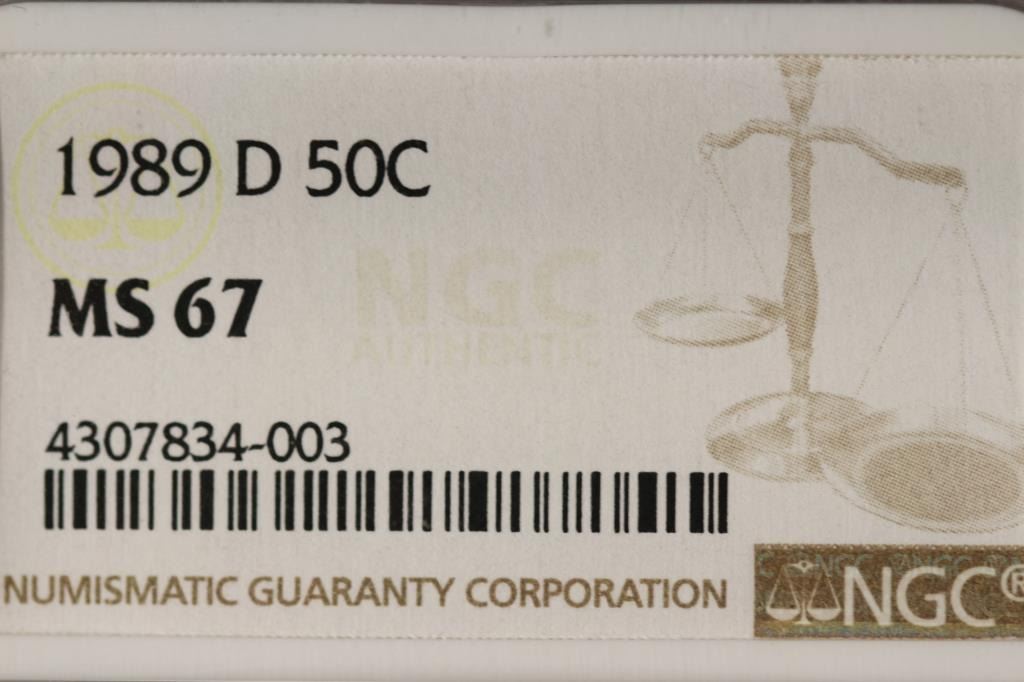 1989 D 50C
MS 67
NGC
AUTHENTIC
4307834-003
NUMISMATIC GUARANTY CORPORATION
NGC®